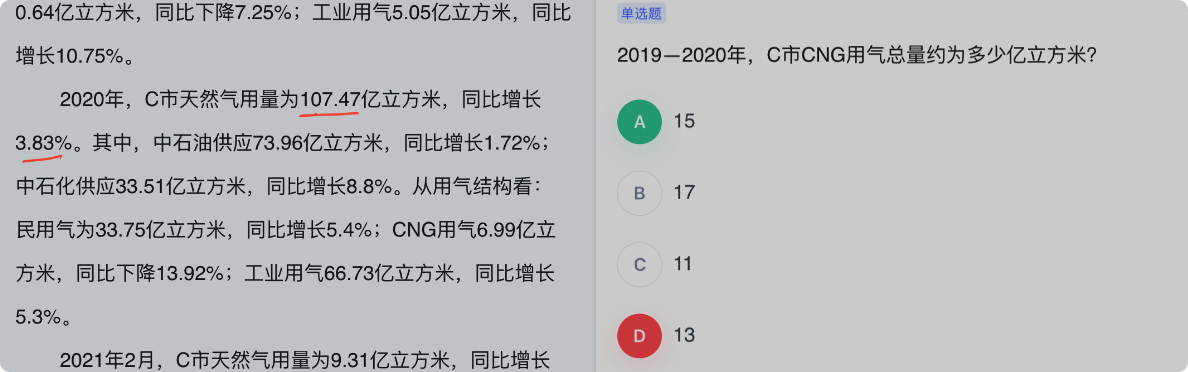 0.64亿立方米，同比下降7.25%；工业用气5.05亿立方米，同比
增长10.75%。
2020年，C市天然气用量为107.47亿立方米，同比增长
3.83%。其中，中石油供应73.96亿立方米，同比增长1.72%；
中石化供应33.51亿立方米，同比增长8.8%。从用气结构看：
民用气为33.75亿立方米，同比增长5.4%；CNG用气6.99亿立
方米，同比下降13.92%；工业用气66.73亿立方米，同比增长
5.3%。
2021年2月，C市天然气用量为9.31亿立方米，同比增长
单选题
2019—2020年，C市CNG用气总量约为多少亿立方米？
A 15
B 17
C 11
D 13